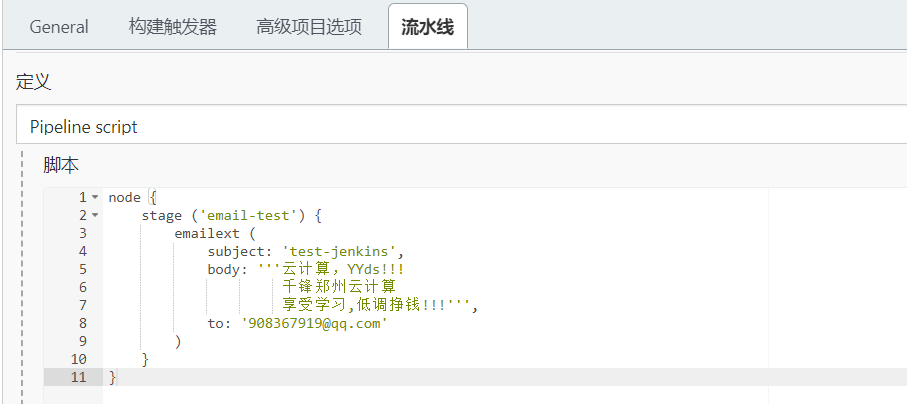 General 构建触发器 高级项目选项 流水线
定义
Pipeline script
脚本
1 node {
2 stage ('email-test') {
3 emailext (
4 subject: 'test-jenkins',
5 body: '''云计算，YYds!!!
6 千锋郑州云计算
7 享受学习,低调挣钱!!!''',
8 to: '908367919@qq.com'
9 )
10 }
11 }